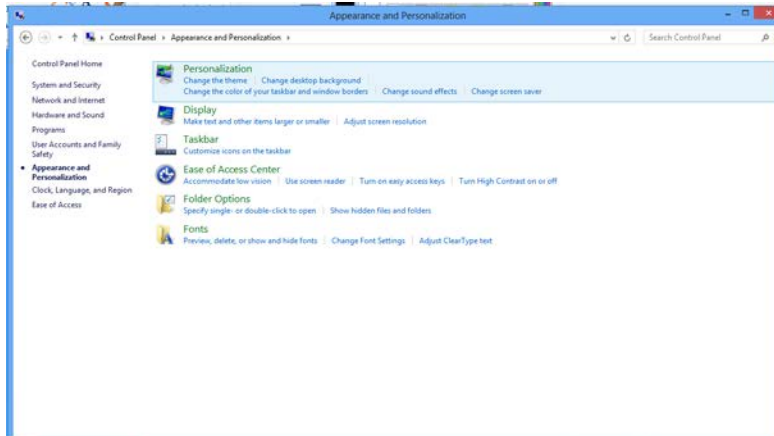 Appearance and Personalization
Control Panel Appearance and Personalization
Search Control Panel
Control Panel Home
System and Security
Network and Internet
Hardware and Sound
Programs
User Accounts and Family
Safety
Appearance and
Personalization
Clock, Language, and Region
Ease of Access
Personalization
Change the theme Change desktop background
Change the color of your taskbar and window borders Change sound effects Change screen saver
Display
Make text and other items larger or smaller Adjust screen resolution
Taskbar
Customize icons on the taskbar
Ease of Access Center
Accommodate low vision Use screen reader Turn on easy access keys Turn High Contrast on or off
Folder Options
Specify single- or double-click to open Show hidden files and folders
Fonts
Preview, delete, or show and hide fonts Change Font Settings Adjust ClearType text